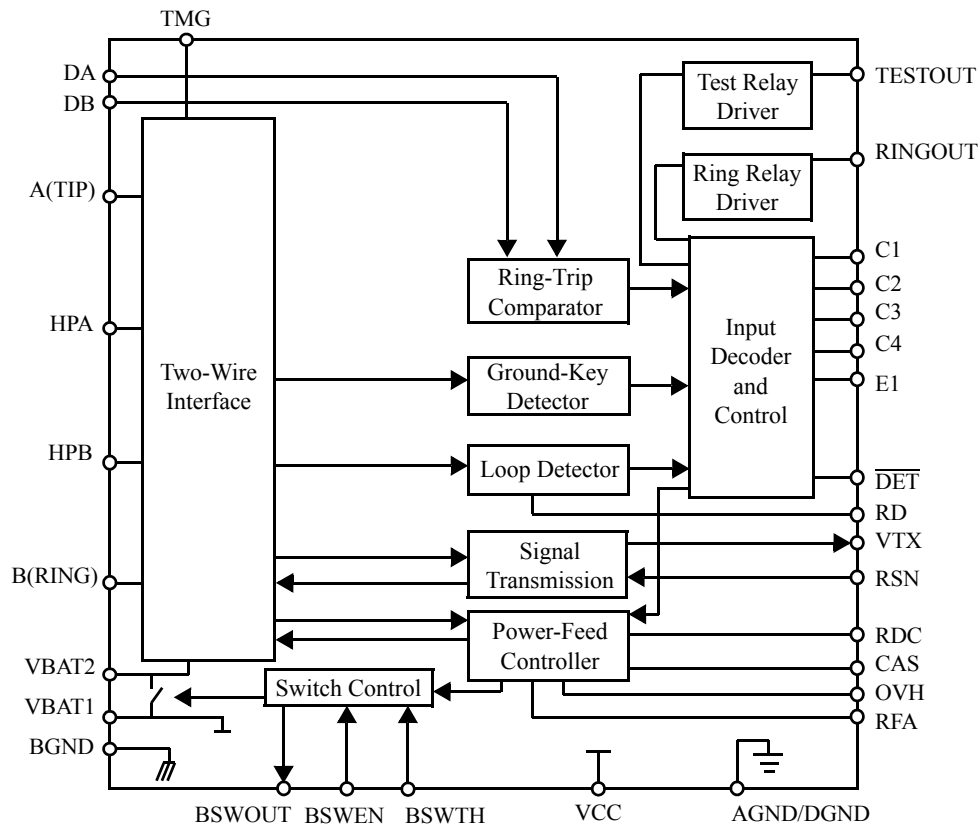 TMG
DA
DB
A(TIP)
HPA
HPB
B(RING)
VBAT2
VBAT1
BGND
Two-Wire
Interface
Ring-Trip
Comparator
Ground-Key
Detector
Loop Detector
Signal
Transmission
Power-Feed
Controller
Switch Control
Test Relay
Driver
Ring Relay
Driver
Input
Decoder
and
Control
TESTOUT
RINGOUT
C1
C2
C3
C4
E1
D̅E̅T̅
RD
VTX
RSN
RDC
CAS
OVH
RFA
BSWOUT
BSWEN
BSWTH
VCC
AGND/DGND